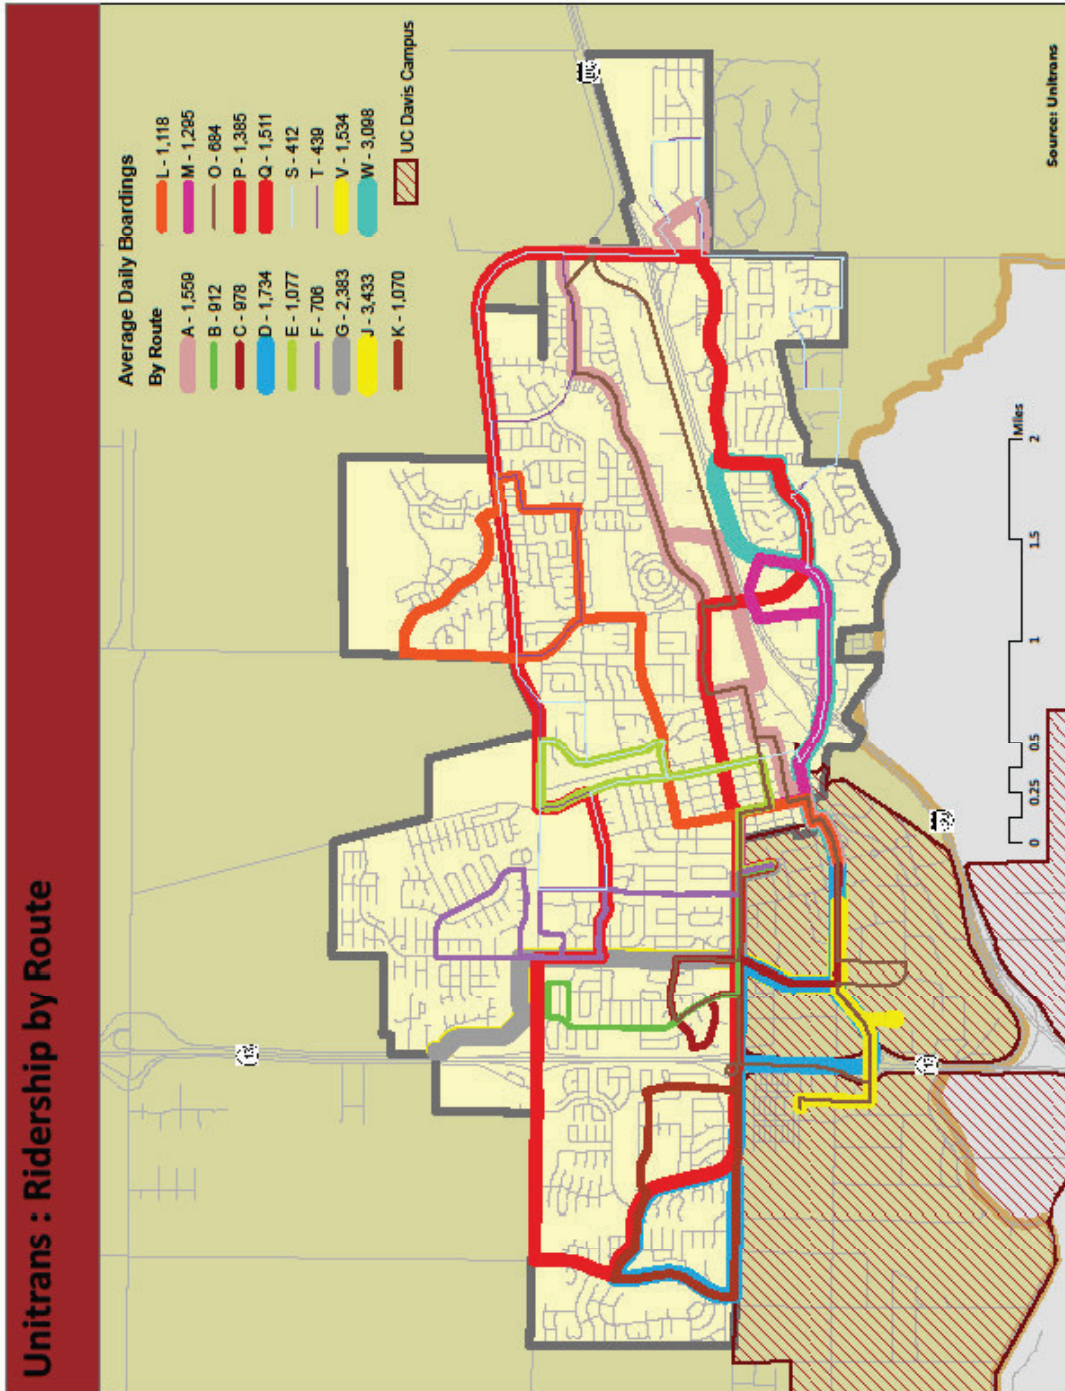 Unitrans : Ridership by Route
Average Daily Boardings
By Route
A - 1,559
B - 912
C - 978
D - 1,734
E - 1,077
F - 706
G - 2,383
J - 3,433
K - 1,070
L - 1,118
M - 1,295
O - 684
P - 1,385
Q - 1,511
S - 412
T - 439
V - 1,534
W - 3,098
UC Davis Campus
113
0 0.25 0.5 1 1.5 2
Miles
Source: Unitrans